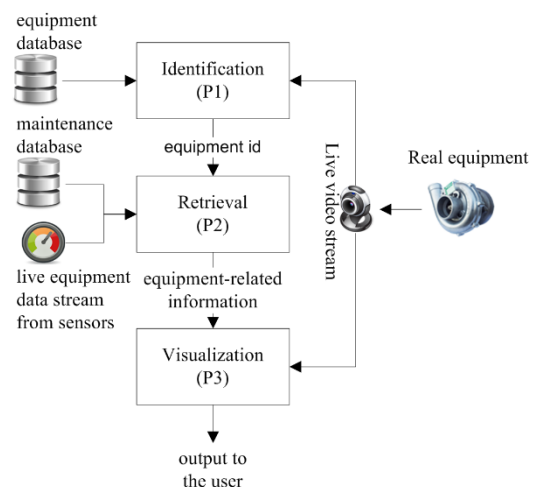 equipment
database
Identification
(P1)
equipment id
maintenance
database
Retrieval
(P2)
live equipment
data stream
from sensors
equipment-related
information
Visualization
(P3)
output to
the user
Live video stream
Real equipment